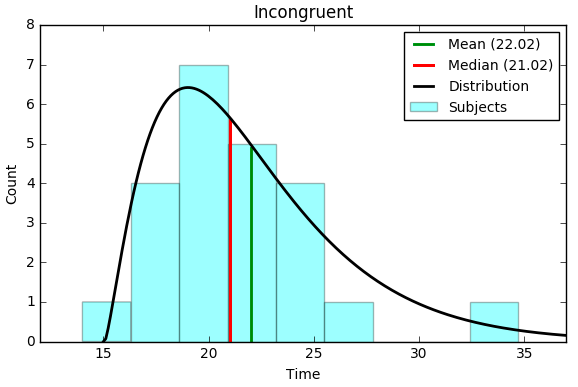 Incongruent
8
7
6
5
4
3
2
1
0
Count
Mean (22.02)
Median (21.02)
Distribution
Subjects
15 20 25 30 35
Time